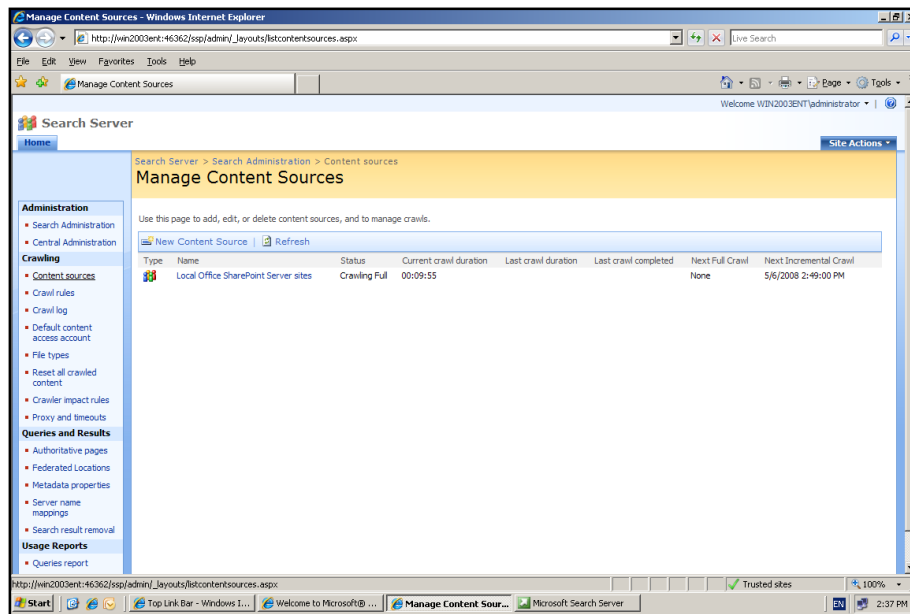 Manage Content Sources - Windows Internet Explorer
http://win2003ent:46362/ssp/admin/_layouts/listcontentsources.aspx
Live Search
File Edit View Favorites Tools Help
Manage Content Sources
Page Tools
Welcome WIN2003ENT\administrator
Search Server
Home
Site Actions
Search Server > Search Administration > Content sources
Manage Content Sources
Administration
Search Administration
Central Administration
Crawling
Content sources
Crawl rules
Crawl log
Default content
access account
File types
Reset all crawled
content
Crawler impact rules
Proxy and timeouts
Queries and Results
Authoritative pages
Federated Locations
Metadata properties
Server name
mappings
Search result removal
Usage Reports
Queries report
Use this page to add, edit, or delete content sources, and to manage crawls.
New Content Source | Refresh
Type Name Status Current crawl duration Last crawl duration Last crawl completed Next Full Crawl Next Incremental Crawl
Local Office SharePoint Server sites Crawling Full 00:09:55 None 5/6/2008 2:49:00 PM
http://win2003ent:46362/ssp/admin/_layouts/listcontentsources.aspx
Trusted sites
100%
Start
Top Link Bar - Windows I...
Welcome to Microsoft® ...
Manage Content Sour...
Microsoft Search Server
EN
2:37 PM